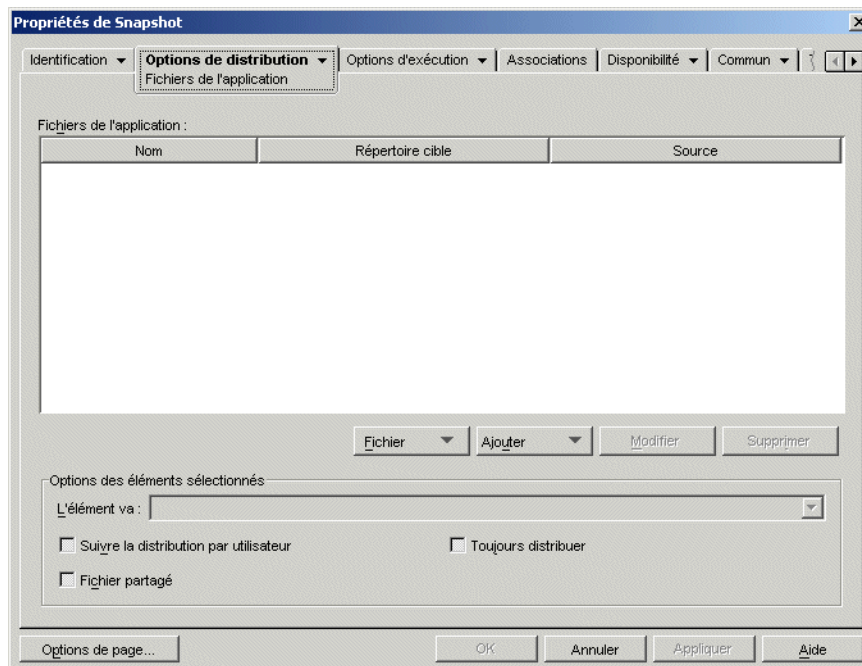 Propriétés de Snapshot
Identification Options de distribution Options d'exécution Associations Disponibilité Commun
Fichiers de l'application
Fichiers de l'application :
Nom Répertoire cible Source
Fichier Ajouter Modifier Supprimer
Options des éléments sélectionnés
L'élément va :
Suivre la distribution par utilisateur Toujours distribuer
Fichier partagé
Options de page... OK Annuler Appliquer Aide